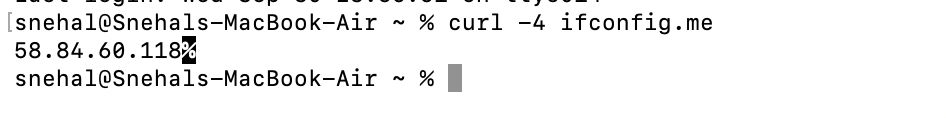 [snehal@Snehals-MacBook-Air ~ % curl -4 ifconfig.me
58.84.60.118%
snehal@Snehals-MacBook-Air ~ %